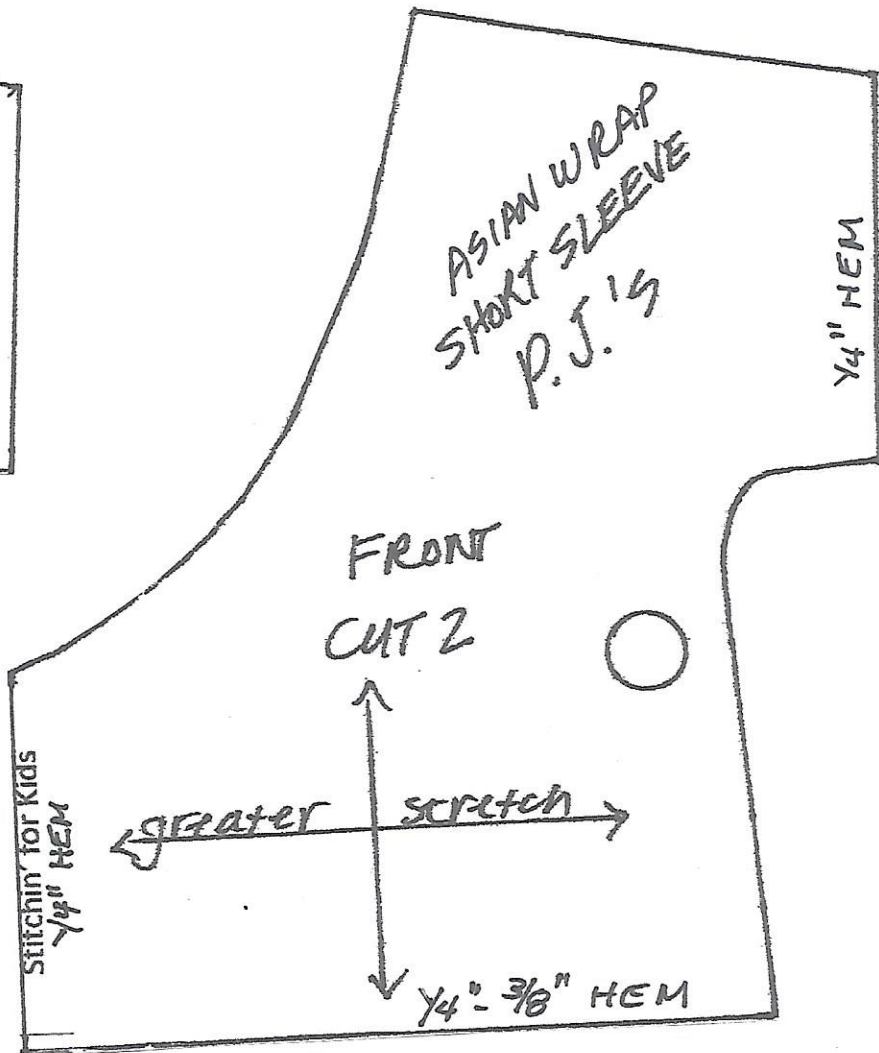 ASIAN WRAP
SHORT SLEEVE
P.J.'s
1/4" HEM
FRONT
CUT 2
greater scretch
Stitchin' for Kids
1/4" HEM
1/4"- 3/8" HEM